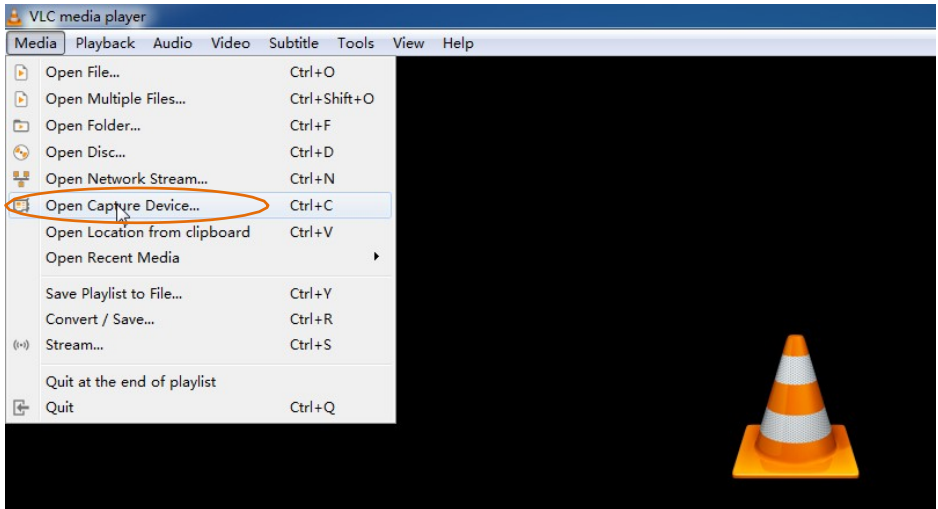 VLC media player
Media Playback Audio Video Subtitle Tools View Help
Open File... Ctrl+O
Open Multiple Files... Ctrl+Shift+O
Open Folder... Ctrl+F
Open Disc... Ctrl+D
Open Network Stream... Ctrl+N
Open Capture Device... Ctrl+C
Open Location from clipboard Ctrl+V
Open Recent Media
Save Playlist to File... Ctrl+Y
Convert / Save... Ctrl+R
Stream... Ctrl+S
Quit at the end of playlist
Quit Ctrl+Q